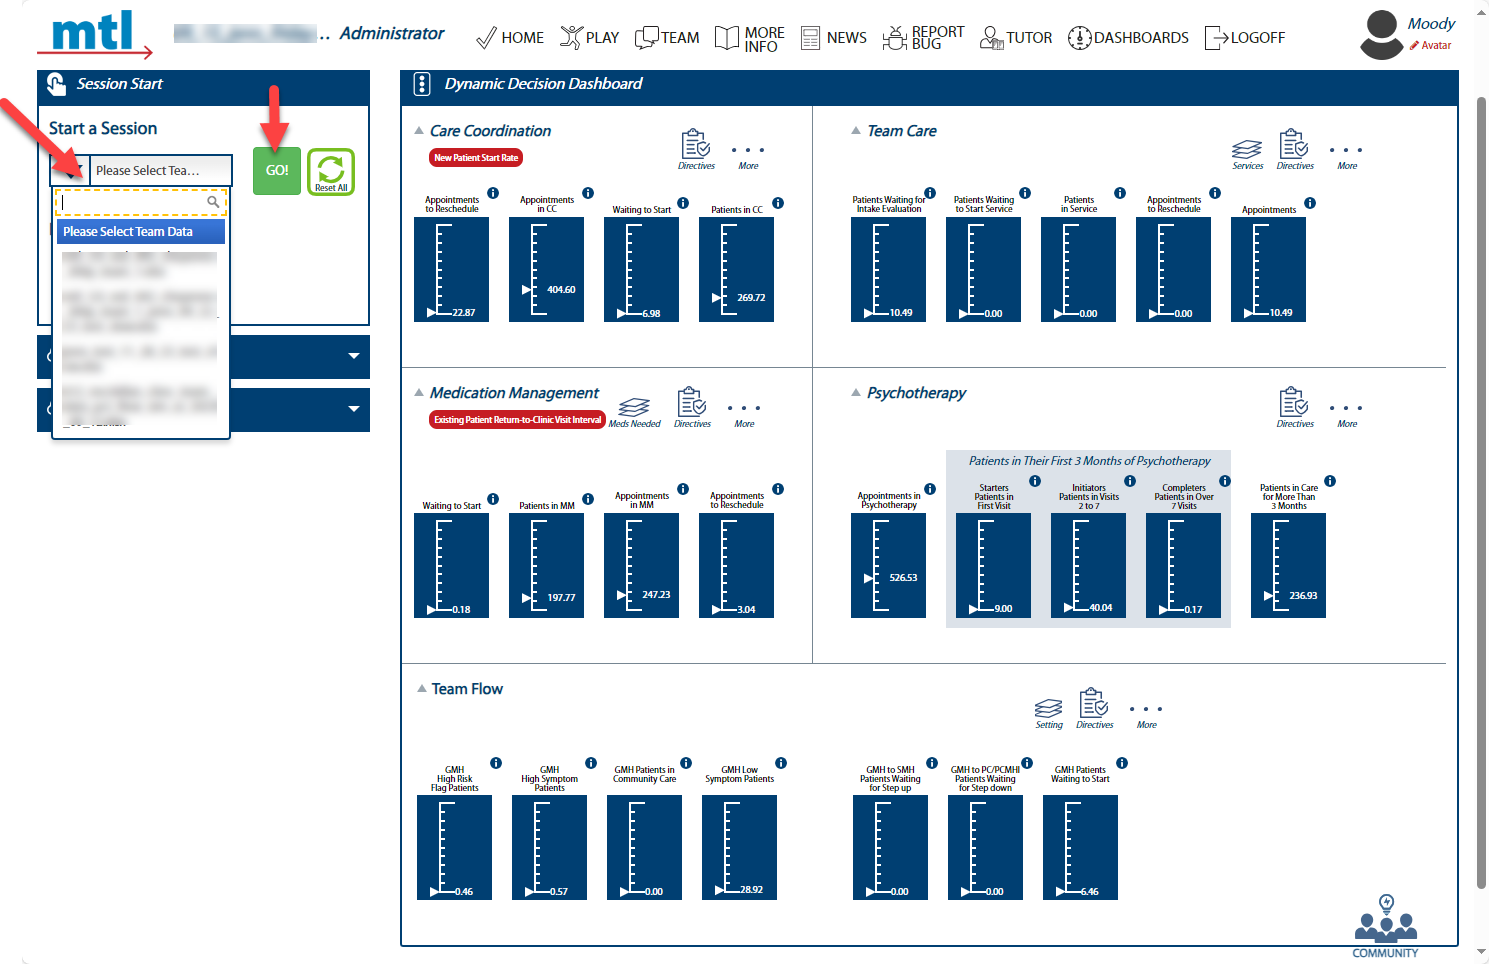 mtl
Administrator
HOME
PLAY
TEAM
MORE
INFO
NEWS
REPORT
BUG
TUTOR
DASHBOARDS
LOGOFF
Moody
Avatar
Session Start
Start a Session
Please Select Tea...
GO!
Reset All
Please Select Team Data
Dynamic Decision Dashboard
Care Coordination
New Patient Start Rate
Directives
More
Appointments
to Reschedule
22.87
Appointments
in CC
404.60
Waiting to Start
6.98
Patients in CC
269.72
Team Care
Services
Directives
More
Patients Waiting for
Intake Evaluation
10.49
Patients Waiting
to Start Service
0.00
Patients
in Service
0.00
Appointments
to Reschedule
0.00
Appointments
10.49
Medication Management
Existing Patient Return-to-Clinic Visit Interval
Meds Needed
Directives
More
Waiting to Start
0.18
Patients in MM
197.77
Appointments
in MM
247.23
Appointments
to Reschedule
3.04
Psychotherapy
Directives
More
Appointments in
Psychotherapy
526.53
Patients in Their First 3 Months of Psychotherapy
Starters
Patients in
First Visit
9.00
Initiators
Patients in Visits
2 to 7
40.04
Completers
Patients in Over
7 Visits
0.17
Patients in Care
for More Than
3 Months
236.93
Team Flow
Setting
Directives
More
GMH
High Risk
Flag Patients
0.46
GMH
High Symptom
Patients
0.57
GMH Patients in
Community Care
0.00
GMH Low
Symptom Patients
28.92
GMH to SMH
Patients Waiting
for Step up
0.00
GMH to PC/PCMHI
Patients Waiting
for Step down
0.00
GMH Patients
Waiting to Start
6.46
COMMUNITY